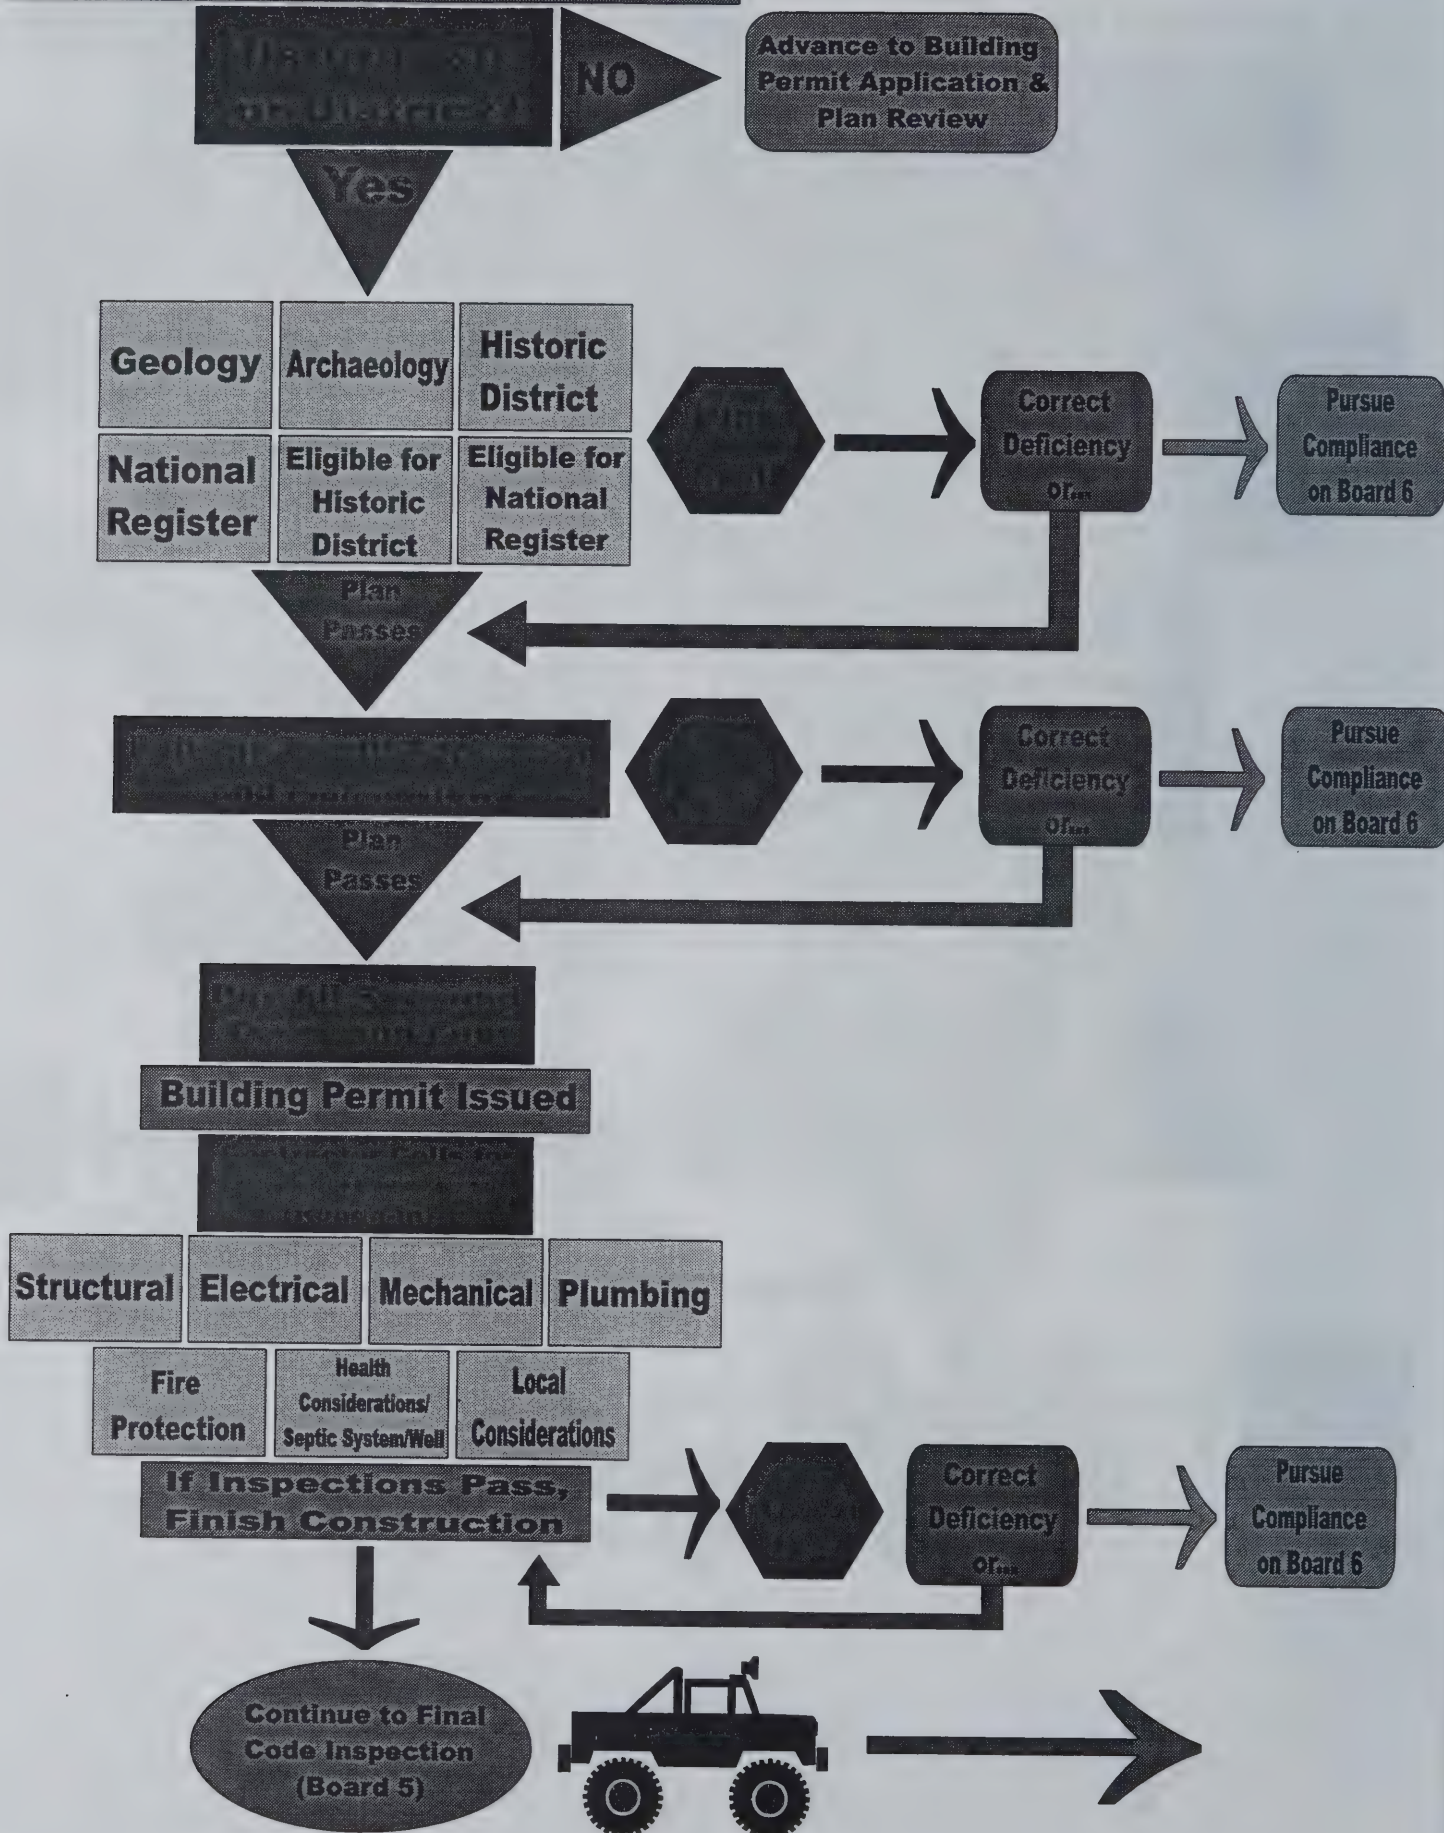 NO
Advance to Building
Permit Application &
Plan Review
Yes
Geology
Archaeology
Historic
District
National
Register
Eligible for
Historic
District
Eligible for
National
Register
Correct
Deficiency
or...
Pursue
Compliance
on Board 6
Plan
Passes
Correct
Deficiency
or...
Pursue
Compliance
on Board 6
Plan
Passes
Building Permit Issued
Contractor Calls for
Structural
Electrical
Mechanical
Plumbing
Fire
Protection
Health
Considerations/
Septic System/Well
Local
Considerations
If Inspections Pass,
Finish Construction
Correct
Deficiency
or...
Pursue
Compliance
on Board 6
Continue to Final
Code Inspection
(Board 5)